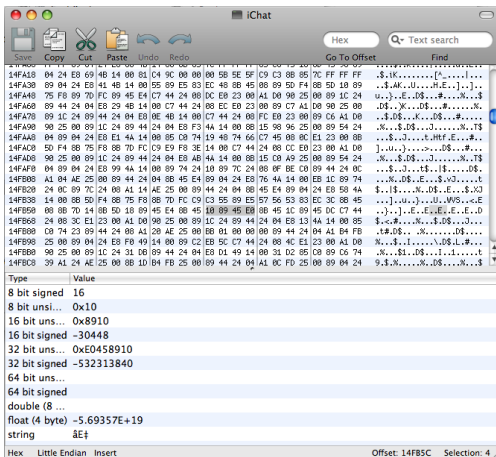 iChat
Save Copy Cut Paste Undo Redo
Hex
Go To Offset
Text search
Find
14FA18 04 24 E8 69 4B 14 00 81 C4 9C 00 00 00 5B 5E 5F C9 C3 8B 85 7C FF FF FF
14FA30 89 04 24 E8 41 4B 14 00 55 89 E5 83 EC 48 8B 45 08 89 5D F4 8B 5D 10 89
14FA48 75 F8 89 7D FC 89 45 E4 C7 44 24 08 DC E0 23 00 A1 D0 90 25 00 89 1C 24
14FA60 89 44 24 04 E8 29 4B 14 00 C7 44 24 08 EC E0 23 00 89 C7 A1 D0 90 25 00
14FA78 89 1C 24 89 44 24 04 E8 0E 4B 14 00 C7 44 24 08 FC E0 23 00 89 C6 A1 D0
14FA90 90 25 00 89 1C 24 89 44 24 04 E8 F3 4A 14 00 8B 15 98 96 25 00 89 54 24
14FAA8 04 89 04 24 E8 E1 4A 14 00 85 C0 74 19 48 74 66 C7 45 08 0C E1 23 00 8B
14FAC0 5D F4 8B 75 F8 8B 7D FC C9 E9 F8 3E 14 00 C7 44 24 08 CC E0 23 00 A1 D0
14FAD8 90 25 00 89 1C 24 89 44 24 04 E8 AB 4A 14 00 8B 15 C0 A9 25 00 89 54 24
14FAF0 04 89 04 24 E8 99 4A 14 00 89 74 24 10 89 7C 24 08 0F BE C0 89 44 24 0C
14FB08 A1 04 AE 25 00 89 44 24 04 8B 45 E4 89 04 24 E8 76 4A 14 00 EB 1C 89 74
14FB20 24 0C 89 7C 24 08 A1 14 AE 25 00 89 44 24 04 8B 45 E4 89 04 24 E8 58 4A
14FB38 14 00 8B 5D F4 8B 75 F8 8B 7D FC C9 C3 55 89 E5 57 56 53 83 EC 3C 8B 45
14FB50 08 8B 7D 14 8B 5D 18 89 45 E4 8B 45 10 89 45 E0 8B 45 1C 89 45 DC C7 44
14FB68 24 08 3C E1 23 00 A1 D0 90 25 00 89 1C 24 89 44 24 04 E8 13 4A 14 00 85
14FB80 C0 74 23 89 44 24 08 A1 20 AE 25 00 8B 01 00 00 00 89 44 24 04 A1 B4 FB
14FB98 25 00 89 04 24 E8 F0 49 14 00 89 C2 EB 5C C7 44 24 08 4C E1 23 00 A1 D0
14FBB0 90 25 00 89 1C 24 31 DB 89 44 24 04 E8 D1 49 14 00 31 D2 85 C0 89 C6 74
14FBC8 39 A1 24 AE 25 00 8B 1D B4 FB 25 00 89 44 24 04 A1 0C FD 25 00 89 04 24
Type Value
8 bit signed 16
8 bit unsi... 0x10
16 bit uns... 0x8910
16 bit signed -30448
32 bit uns... 0xE0458910
32 bit signed -532313840
64 bit uns...
64 bit signed
double (8 ...
float (4 byte) -5.69357E+19
string âE‡
Hex Little Endian Insert Offset: 14FB5C Selection: 4